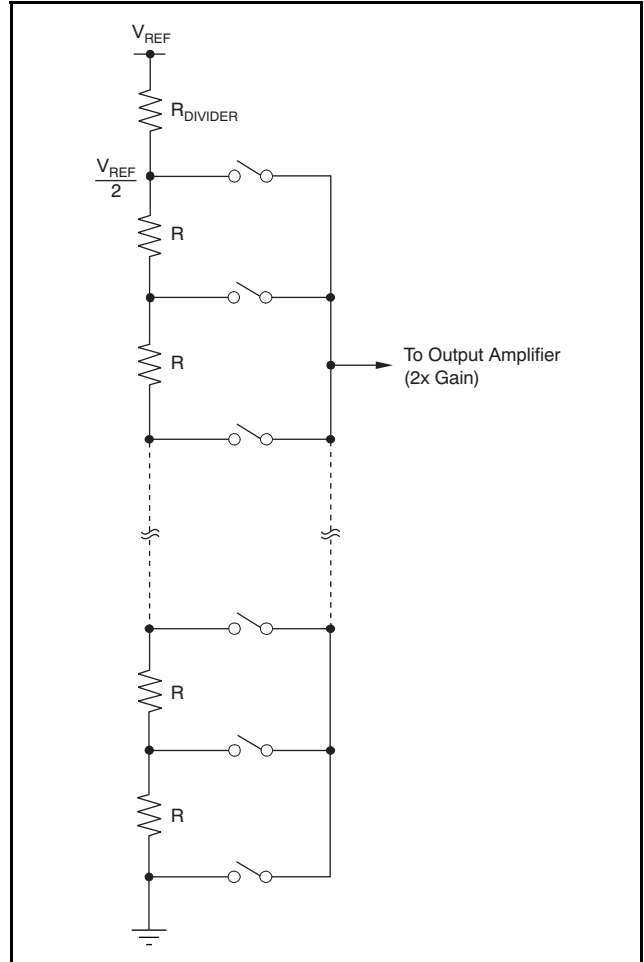 VREF
RDIVIDER
VREF
2
R
R
To Output Amplifier
(2x Gain)
R
R